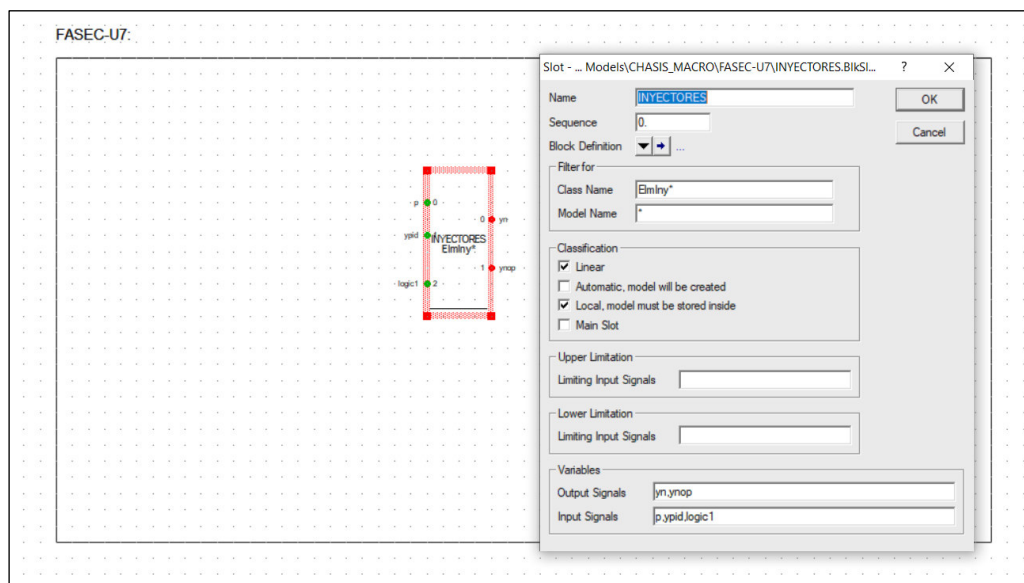 FASEC-U7:
Slot - ... Models\CHASIS_MACRO\FASEC-U7\INYECTORES.BlkSl... ?
Name INYECTORES OK
Sequence 0. Cancel
Block Definition ...
Filter for
Class Name ElmIny*
Model Name *
Classification
Linear
Automatic, model will be created
Local, model must be stored inside
Main Slot
Upper Limitation
Limiting Input Signals
Lower Limitation
Limiting Input Signals
Variables
Output Signals yn,ynop
Input Signals p,ypid,logic1
p 0
0 yn
ypid
INYECTORES
ElmIny*
1 ynop
logic1 2